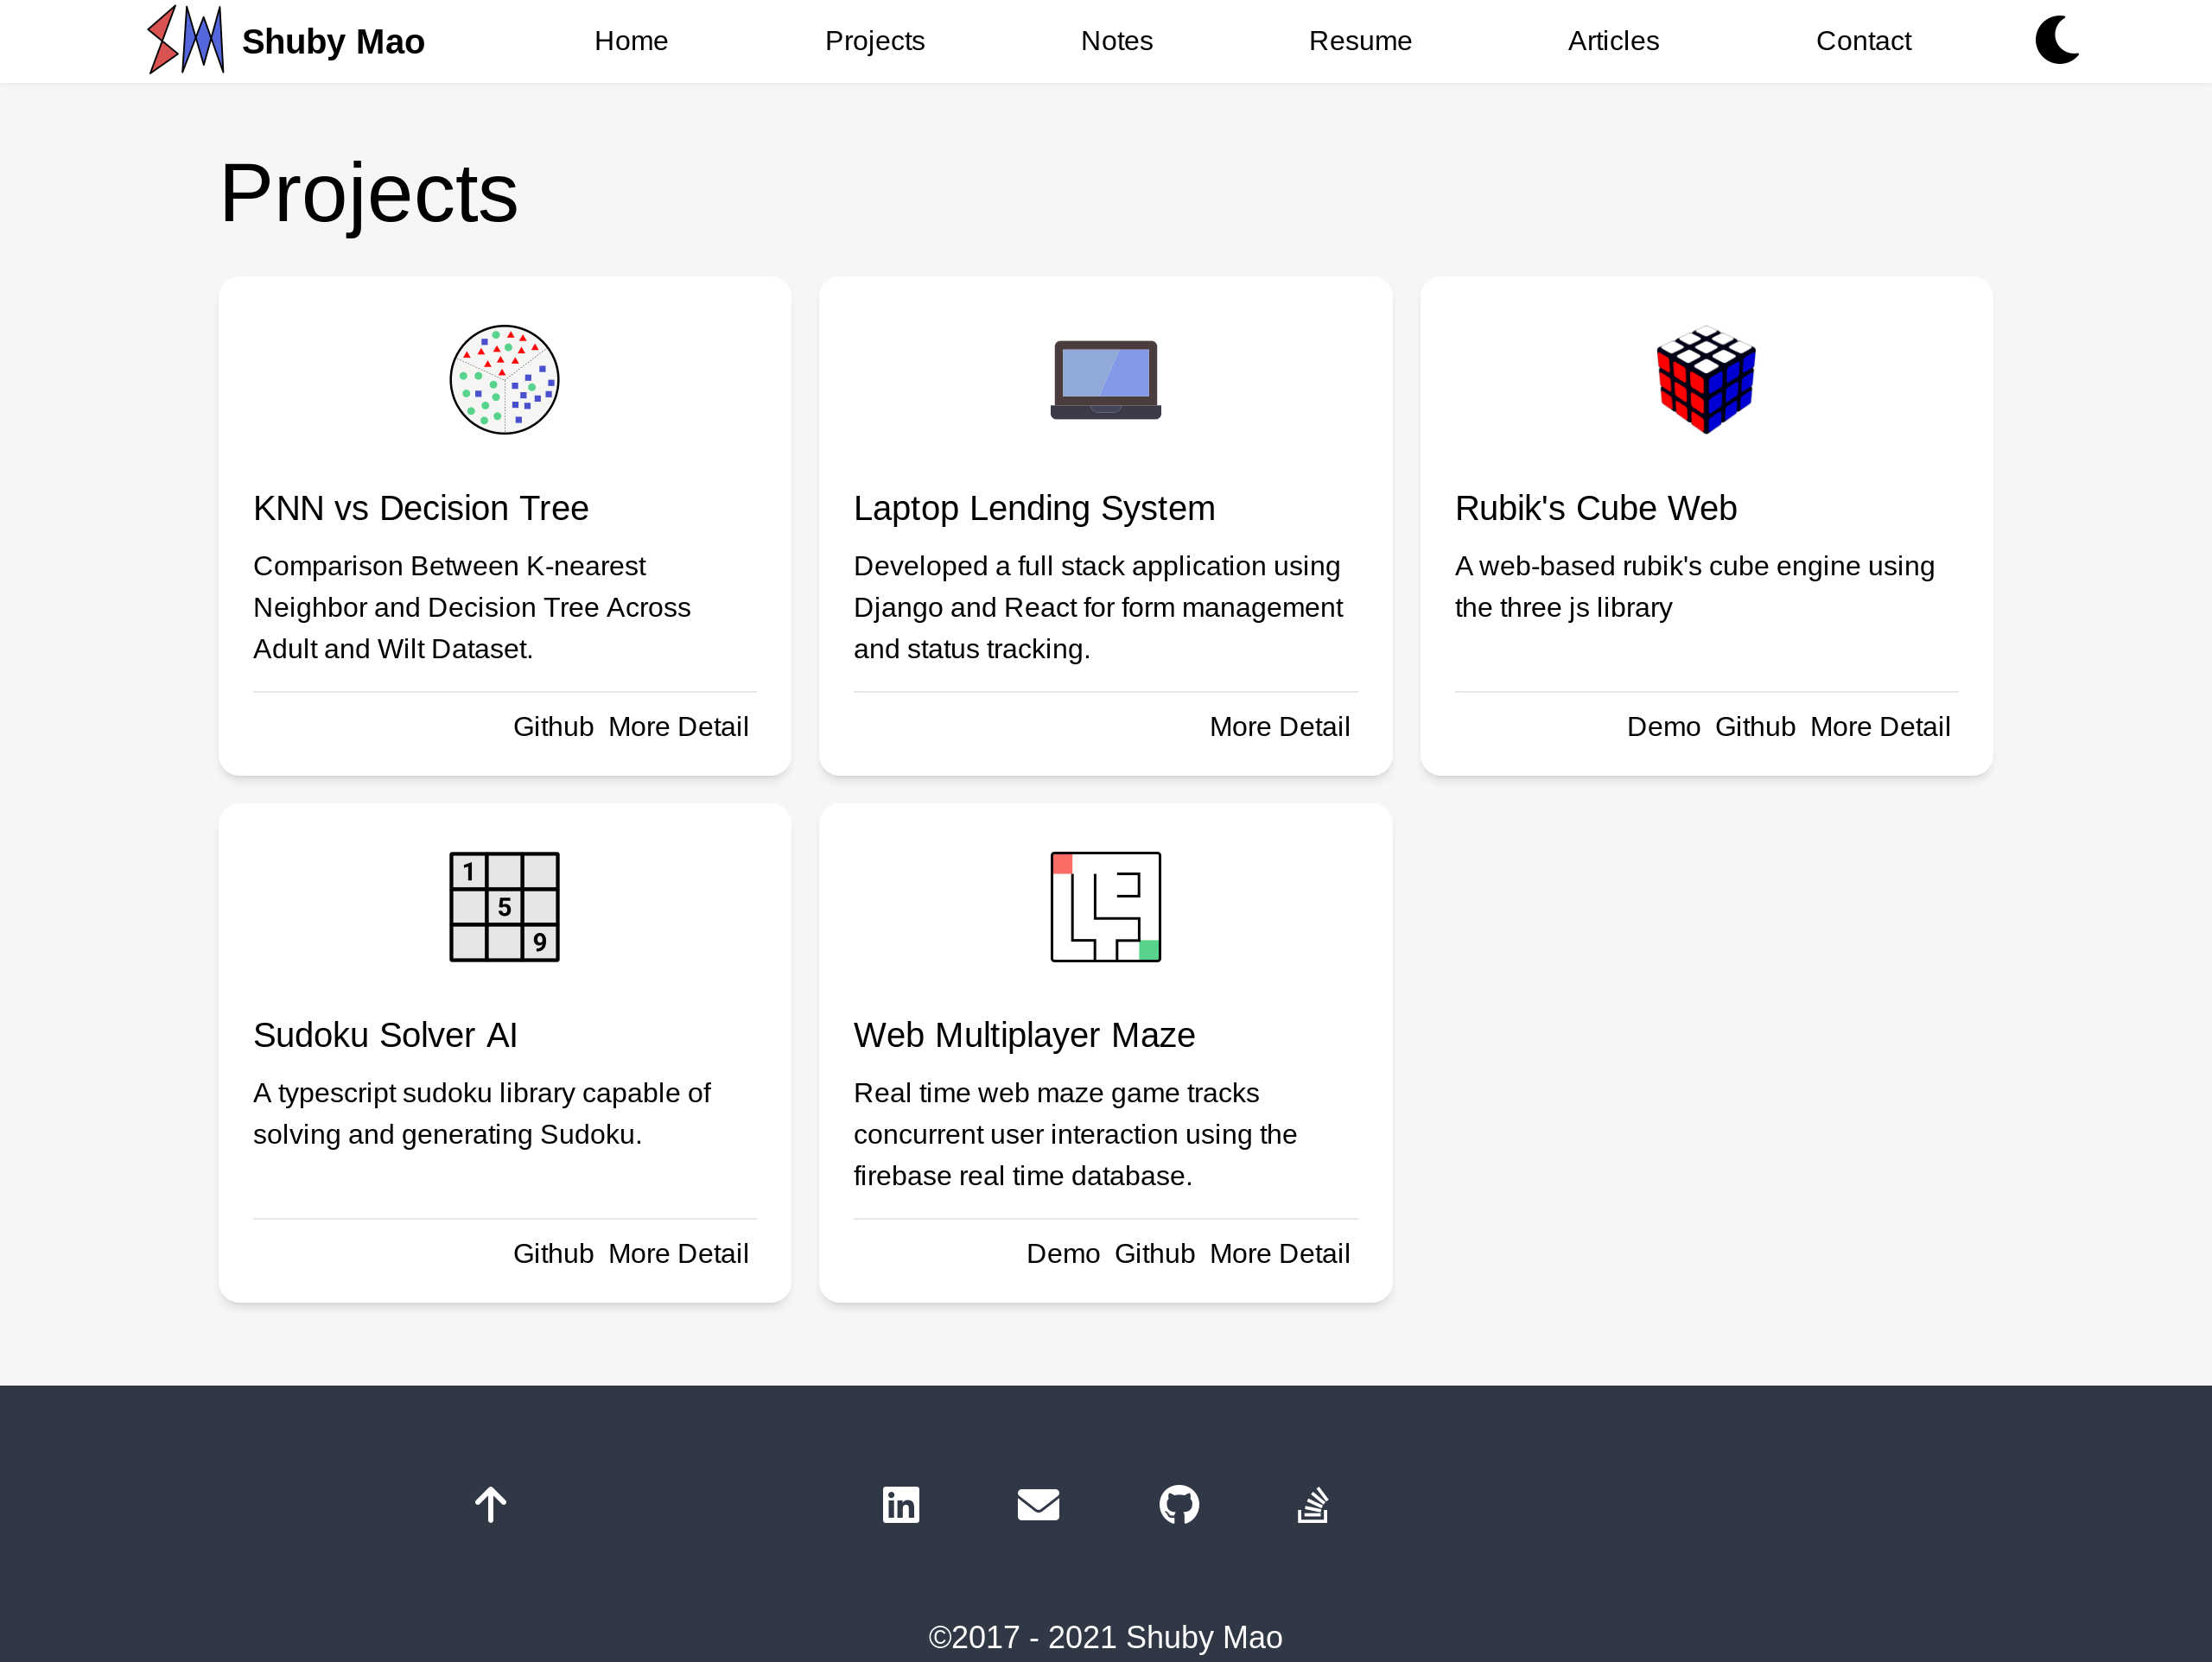 Shuby Mao Home Projects Notes Resume Articles Contact
Projects
KNN vs Decision Tree
Comparison Between K-nearest
Neighbor and Decision Tree Across
Adult and Wilt Dataset.
Github More Detail
Laptop Lending System
Developed a full stack application using
Django and React for form management
and status tracking.
More Detail
Rubik's Cube Web
A web-based rubik's cube engine using
the three js library
Demo Github More Detail
1
5
9
Sudoku Solver AI
A typescript sudoku library capable of
solving and generating Sudoku.
Github More Detail
Web Multiplayer Maze
Real time web maze game tracks
concurrent user interaction using the
firebase real time database.
Demo Github More Detail
in
©2017 - 2021 Shuby Mao